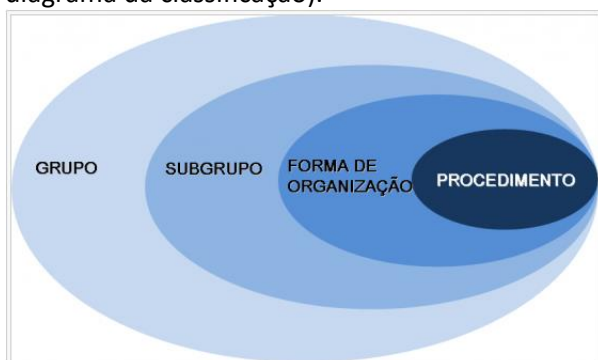 diagrama da classificação).
GRUPO
SUBGRUPO
FORMA DE
ORGANIZAÇÃO
PROCEDIMENTO